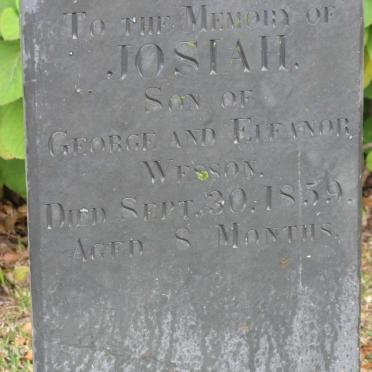 To the Memory of
JOSIAH.
Son of
George and Eleanor,
Wesson.
Died Sept. 30, 1859.
Aged 8 Months.